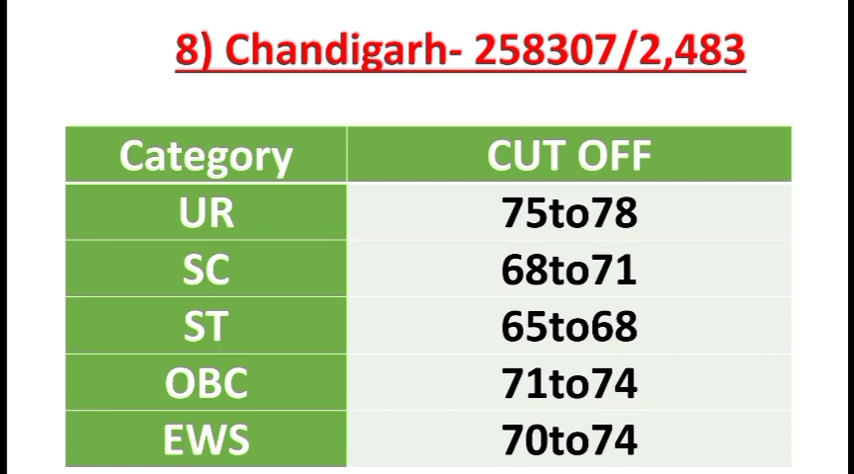 8) Chandigarh- 258307/2,483
Category CUT OFF
UR 75to78
SC 68to71
ST 65to68
OBC 71to74
EWS 70to74